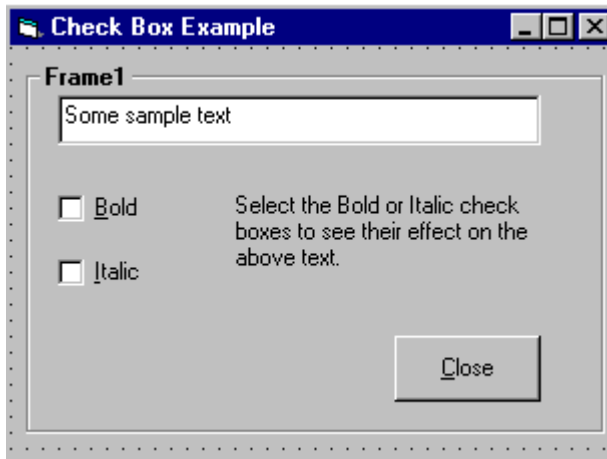 Check Box Example
Frame1
Some sample text
Bold
Select the Bold or Italic check
boxes to see their effect on the
above text.
Italic
Close